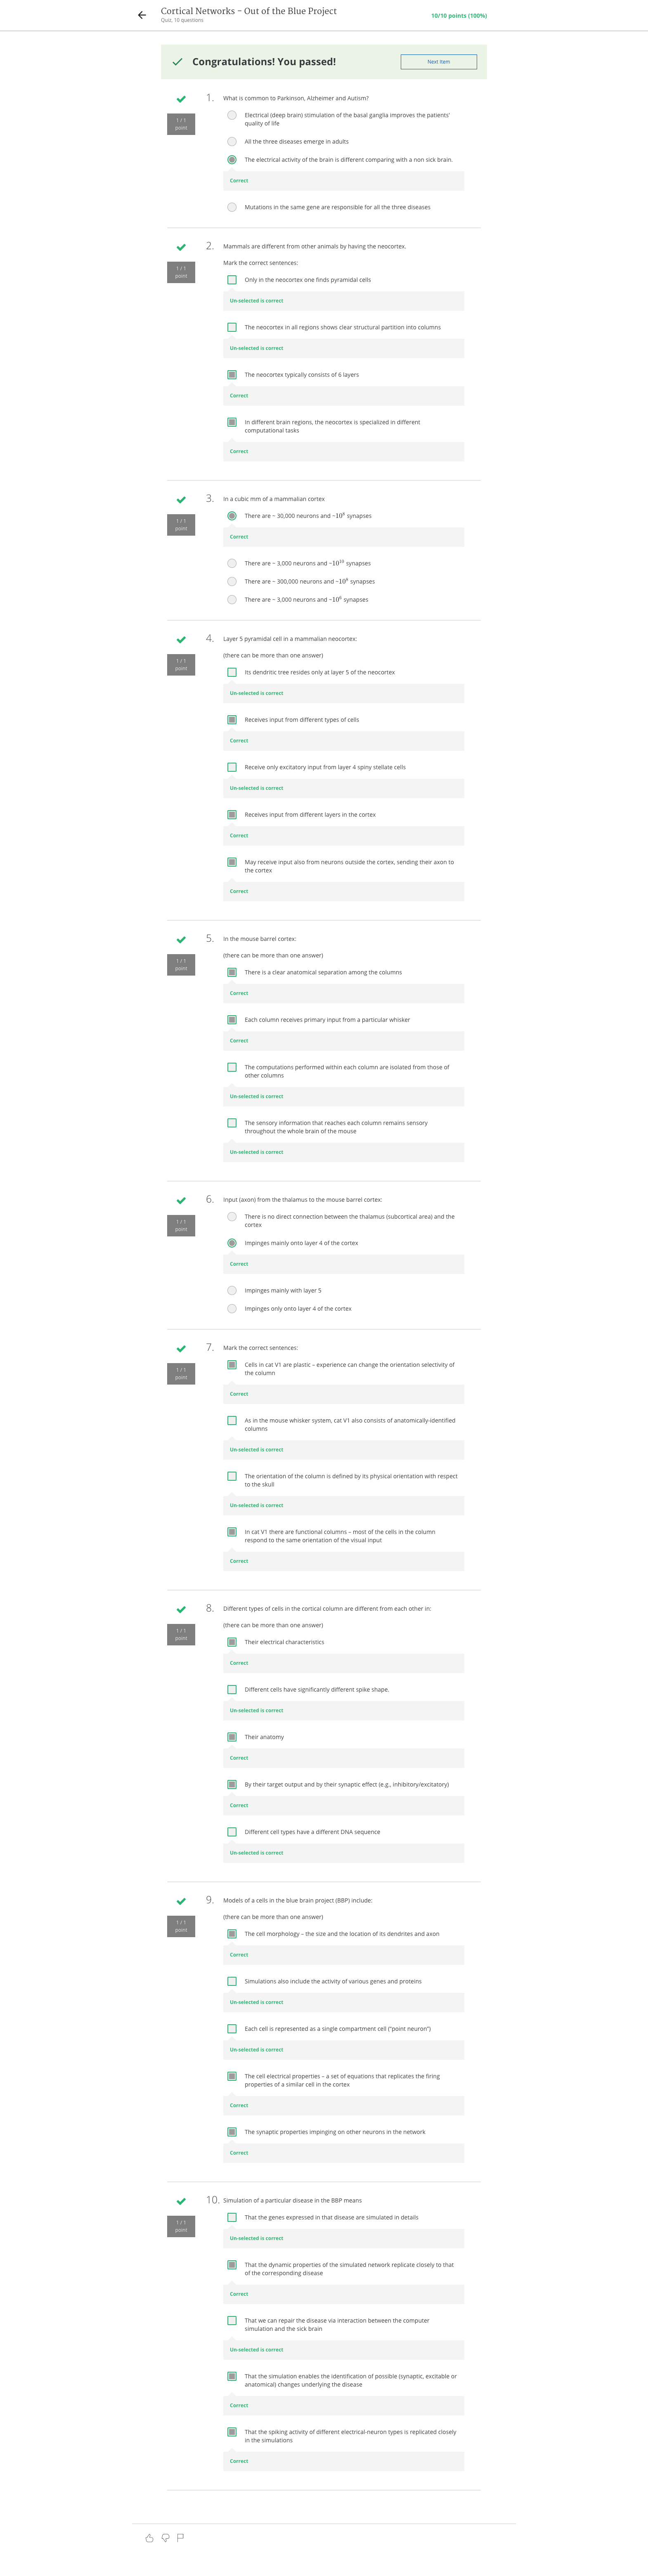 Cortical Networks – Out of the Blue Project
Quiz, 10 questions
10/10 points (100%)
Congratulations! You passed!
Next Item
1 / 1
point
1.
What is common to Parkinson, Alzheimer and Autism?
Electrical (deep brain) stimulation of the basal ganglia improves the patients'
quality of life
All the three diseases emerge in adults
The electrical activity of the brain is different comparing with a non sick brain.
Correct
Mutations in the same gene are responsible for all the three diseases
1 / 1
point
2.
Mammals are different from other animals by having the neocortex.
Mark the correct sentences:
Only in the neocortex one finds pyramidal cells
Un-selected is correct
The neocortex in all regions shows clear structural partition into columns
Un-selected is correct
The neocortex typically consists of 6 layers
Correct
In different brain regions, the neocortex is specialized in different
computational tasks
Correct
1 / 1
point
3.
In a cubic mm of a mammalian cortex
There are ~ 30,000 neurons and ~10⁸ synapses
Correct
There are ~ 3,000 neurons and ~10¹⁰ synapses
There are ~ 300,000 neurons and ~10⁸ synapses
There are ~ 3,000 neurons and ~10⁶ synapses
1 / 1
point
4.
Layer 5 pyramidal cell in a mammalian neocortex:
(there can be more than one answer)
Its dendritic tree resides only at layer 5 of the neocortex
Un-selected is correct
Receives input from different types of cells
Correct
Receive only excitatory input from layer 4 spiny stellate cells
Un-selected is correct
Receives input from different layers in the cortex
Correct
May receive input also from neurons outside the cortex, sending their axon to
the cortex
Correct
1 / 1
point
5.
In the mouse barrel cortex:
(there can be more than one answer)
There is a clear anatomical separation among the columns
Correct
Each column receives primary input from a particular whisker
Correct
The computations performed within each column are isolated from those of
other columns
Un-selected is correct
The sensory information that reaches each column remains sensory
throughout the whole brain of the mouse
Un-selected is correct
1 / 1
point
6.
Input (axon) from the thalamus to the mouse barrel cortex:
There is no direct connection between the thalamus (subcortical area) and the
cortex
Impinges mainly onto layer 4 of the cortex
Correct
Impinges mainly with layer 5
Impinges only onto layer 4 of the cortex
1 / 1
point
7.
Mark the correct sentences:
Cells in cat V1 are plastic – experience can change the orientation selectivity of
the column
Correct
As in the mouse whisker system, cat V1 also consists of anatomically-identified
columns
Un-selected is correct
The orientation of the column is defined by its physical orientation with respect
to the skull
Un-selected is correct
In cat V1 there are functional columns – most of the cells in the column
respond to the same orientation of the visual input
Correct
1 / 1
point
8.
Different types of cells in the cortical column are different from each other in:
(there can be more than one answer)
Their electrical characteristics
Correct
Different cells have significantly different spike shape.
Un-selected is correct
Their anatomy
Correct
By their target output and by their synaptic effect (e.g., inhibitory/excitatory)
Correct
Different cell types have a different DNA sequence
Un-selected is correct
1 / 1
point
9.
Models of a cells in the blue brain project (BBP) include:
(there can be more than one answer)
The cell morphology – the size and the location of its dendrites and axon
Correct
Simulations also include the activity of various genes and proteins
Un-selected is correct
Each cell is represented as a single compartment cell ("point neuron")
Un-selected is correct
The cell electrical properties – a set of equations that replicates the firing
properties of a similar cell in the cortex
Correct
The synaptic properties impinging on other neurons in the network
Correct
1 / 1
point
10.
Simulation of a particular disease in the BBP means
That the genes expressed in that disease are simulated in details
Un-selected is correct
That the dynamic properties of the simulated network replicate closely to that
of the corresponding disease
Correct
That we can repair the disease via interaction between the computer
simulation and the sick brain
Un-selected is correct
That the simulation enables the identification of possible (synaptic, excitable or
anatomical) changes underlying the disease
Correct
That the spiking activity of different electrical-neuron types is replicated closely
in the simulations
Correct